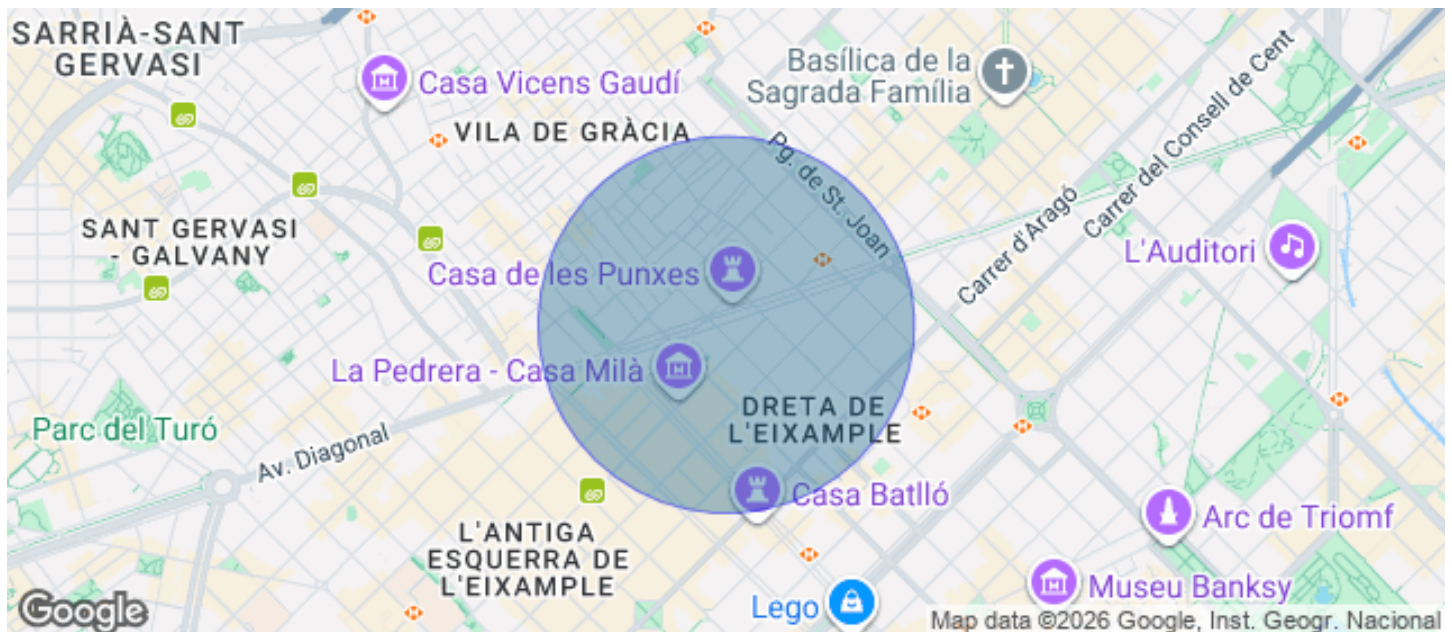 SARRIÀ-SANT
GERVASI
Casa Vicens Gaudí
Basílica de la
Sagrada Família
VILA DE GRÀCIA
Pg. de St. Joan
Carrer del Consell de Cent
Carrer d'Aragó
SANT GERVASI
- GALVANY
L'Auditori
Casa de les Punxes
La Pedrera - Casa Milà
DRETA DE
L'EIXAMPLE
Parc del Turó
Av. Diagonal
Casa Batlló
Arc de Triomf
L'ANTIGA
ESQUERRA DE
L'EIXAMPLE
Museu Banksy
Lego
Google
Map data ©2026 Google, Inst. Geogr. Nacional